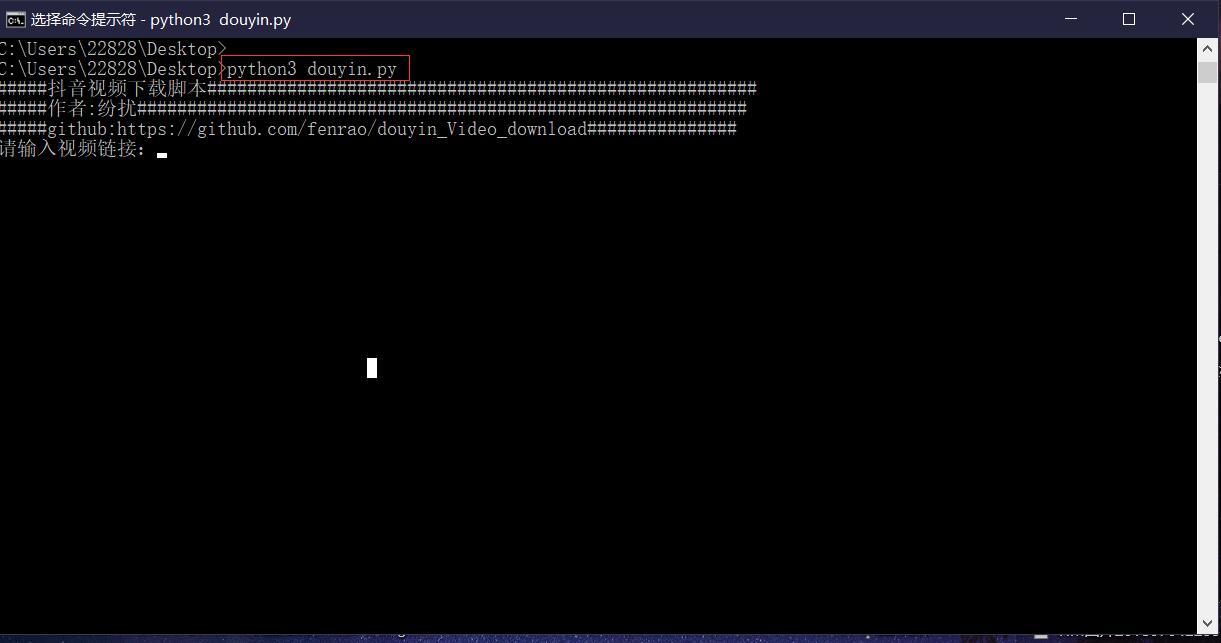 选择命令提示符 - python3  douyin.py
C:\Users\22828\Desktop>
C:\Users\22828\Desktop>python3 douyin.py
#####抖音视频下载脚本#######################################################
#####作者:纷扰#############################################################
#####github:https://github.com/fenrao/douyin_Video_download###############
请输入视频链接: